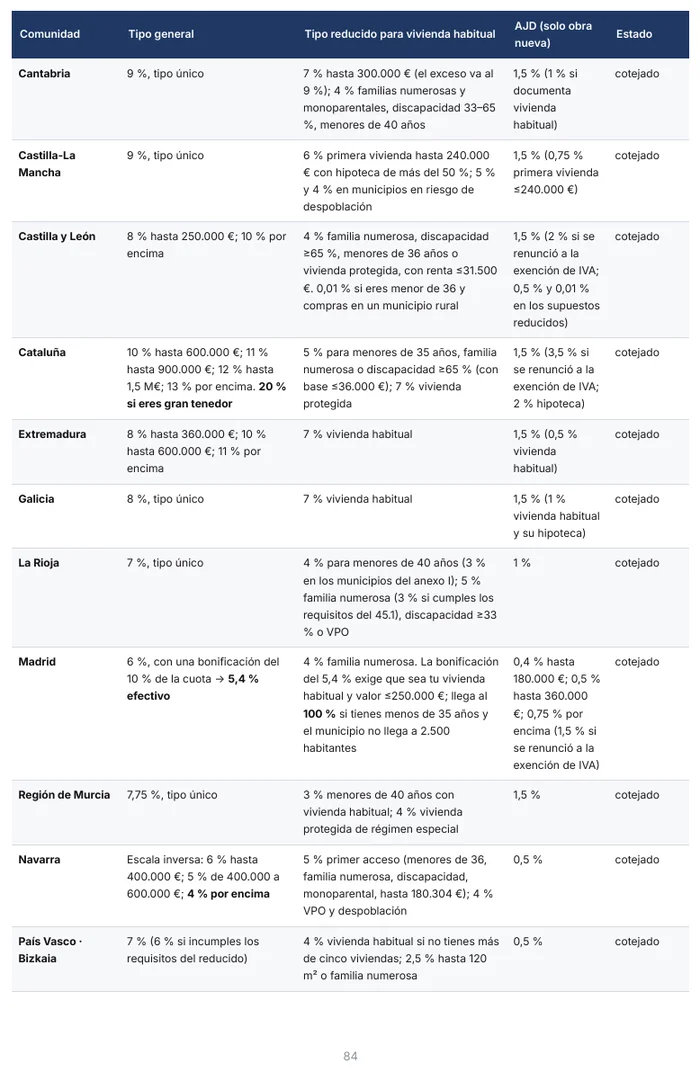 Comunidad
Tipo general
Tipo reducido para vivienda habitual
AJD (solo obra
nueva)
Estado
Cantabria
9 %, tipo único
7 % hasta 300.000 € (el exceso va al
9 %); 4 % familias numerosas y
monoparentales, discapacidad 33–65
%, menores de 40 años
1,5 % (1 % si
documenta
vivienda
habitual)
cotejado
Castilla-La
Mancha
9 %, tipo único
6 % primera vivienda hasta 240.000
€ con hipoteca de más del 50 %; 5 %
y 4 % en municipios en riesgo de
despoblación
1,5 % (0,75 %
primera vivienda
≤240.000 €)
cotejado
Castilla y León
8 % hasta 250.000 €; 10 % por
encima
4 % familia numerosa, discapacidad
≥65 %, menores de 36 años o
vivienda protegida, con renta ≤31.500
€. 0,01 % si eres menor de 36 y
compras en un municipio rural
1,5 % (2 % si se
renunció a la
exención de IVA;
0,5 % y 0,01 %
en los supuestos
reducidos)
cotejado
Cataluña
10 % hasta 600.000 €; 11 %
hasta 900.000 €; 12 % hasta
1,5 M€; 13 % por encima. 20 %
si eres gran tenedor
5 % para menores de 35 años, familia
numerosa o discapacidad ≥65 % (con
base ≤36.000 €); 7 % vivienda
protegida
1,5 % (3,5 % si
se renunció a la
exención de IVA;
2 % hipoteca)
cotejado
Extremadura
8 % hasta 360.000 €; 10 %
hasta 600.000 €; 11 % por
encima
7 % vivienda habitual
1,5 % (0,5 %
vivienda
habitual)
cotejado
Galicia
8 %, tipo único
7 % vivienda habitual
1,5 % (1 %
vivienda habitual
y su hipoteca)
cotejado
La Rioja
7 %, tipo único
4 % para menores de 40 años (3 %
en los municipios del anexo I); 5 %
familia numerosa (3 % si cumples los
requisitos del 45.1), discapacidad ≥33
% o VPO
1 %
cotejado
Madrid
6 %, con una bonificación del
10 % de la cuota → 5,4 %
efectivo
4 % familia numerosa. La bonificación
del 5,4 % exige que sea tu vivienda
habitual y valor ≤250.000 €; llega al
100 % si tienes menos de 35 años y
el municipio no llega a 2.500
habitantes
0,4 % hasta
180.000 €; 0,5 %
hasta 360.000
€; 0,75 % por
encima (1,5 % si
se renunció a la
exención de IVA)
cotejado
Región de Murcia
7,75 %, tipo único
3 % menores de 40 años con
vivienda habitual; 4 % vivienda
protegida de régimen especial
1,5 %
cotejado
Navarra
Escala inversa: 6 % hasta
400.000 €; 5 % de 400.000 a
600.000 €; 4 % por encima
5 % primer acceso (menores de 36,
familia numerosa, discapacidad,
monoparental, hasta 180.304 €); 4 %
VPO y despoblación
0,5 %
cotejado
País Vasco ·
Bizkaia
7 % (6 % si incumples los
requisitos del reducido)
4 % vivienda habitual si no tienes más
de cinco viviendas; 2,5 % hasta 120
m² o familia numerosa
0,5 %
cotejado
84